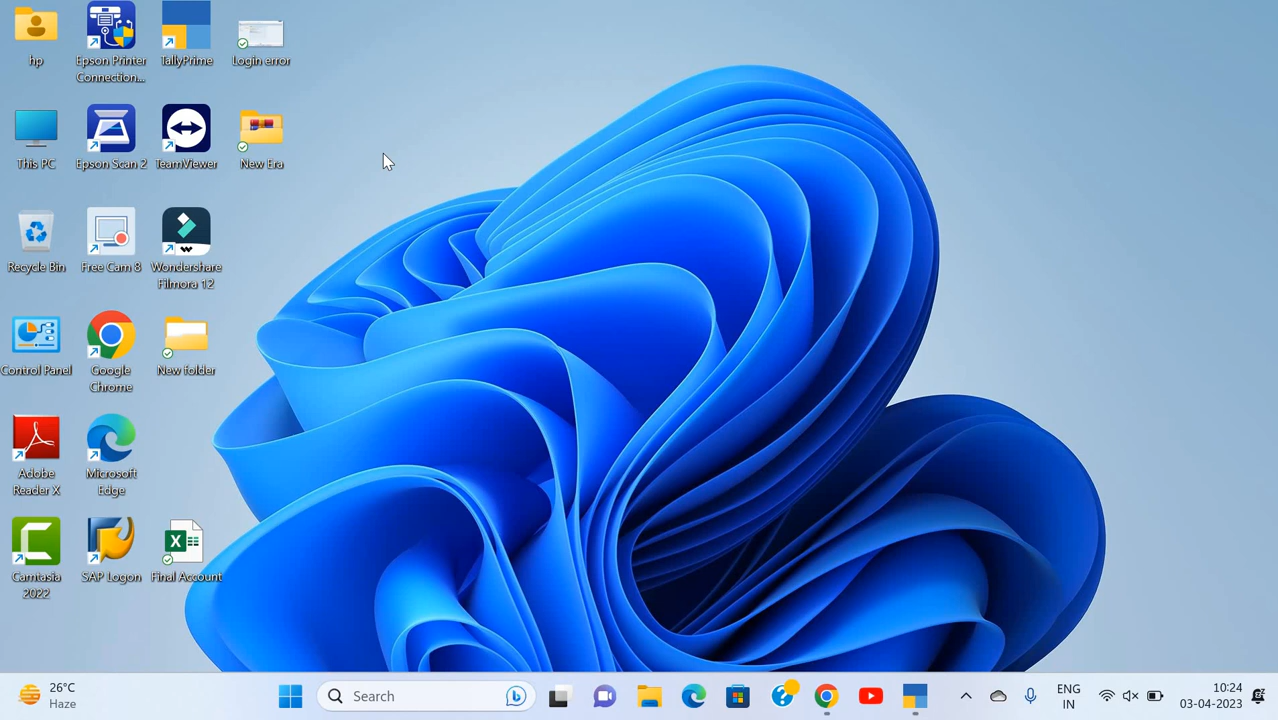 hp
Epson Printer
Connection...
TallyPrime
Login error
This PC
Epson Scan 2
TeamViewer
New Era
Recycle Bin
Free Cam 8
Wondershare
Filmora 12
Control Panel
Google
Chrome
New folder
Adobe
Reader X
Microsoft
Edge
Camtasia
2022
SAP Logon
Final Account
26°C
Haze
Search
ENG
IN
10:24
03-04-2023